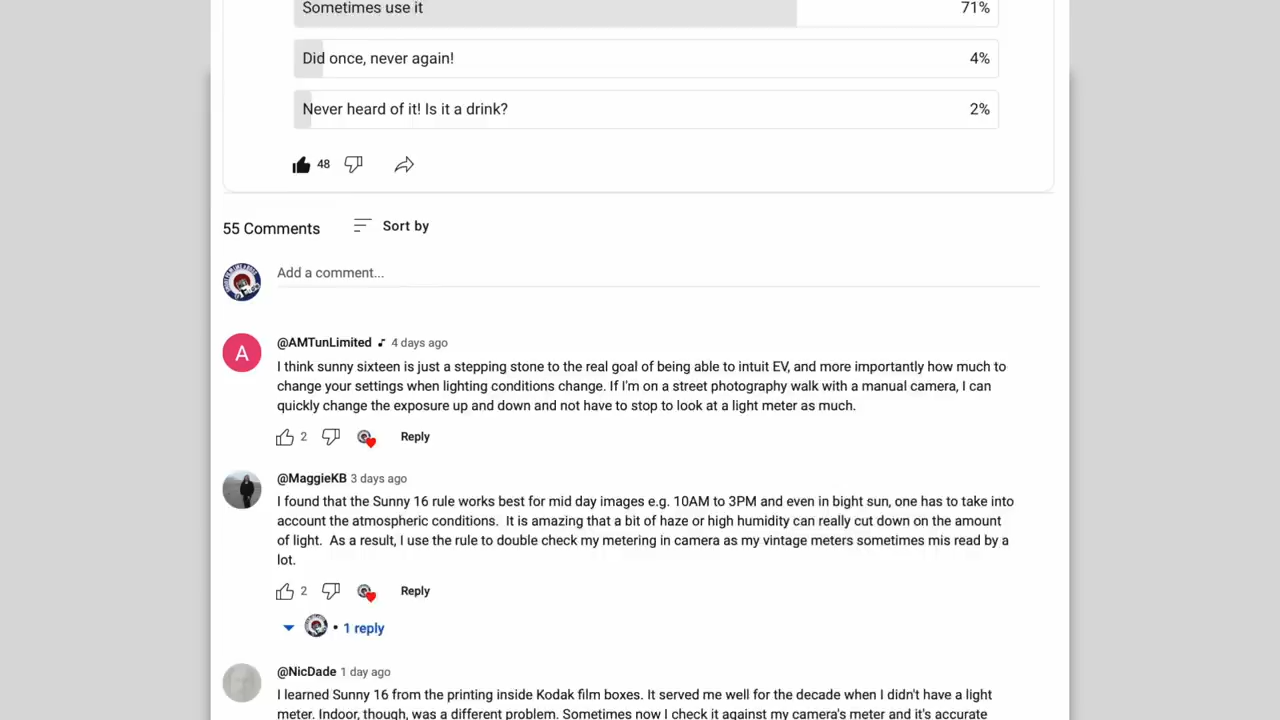 Sometimes use it 71%
Did once, never again! 4%
Never heard of it! Is it a drink? 2%
48
55 Comments Sort by
Add a comment...
A
@AMTunLimited 4 days ago
I think sunny sixteen is just a stepping stone to the real goal of being able to intuit EV, and more importantly how much to
change your settings when lighting conditions change. If I'm on a street photography walk with a manual camera, I can
quickly change the exposure up and down and not have to stop to look at a light meter as much.
2 Reply
@MaggieKB 3 days ago
I found that the Sunny 16 rule works best for mid day images e.g. 10AM to 3PM and even in bight sun, one has to take into
account the atmospheric conditions. It is amazing that a bit of haze or high humidity can really cut down on the amount
of light. As a result, I use the rule to double check my metering in camera as my vintage meters sometimes mis read by a
lot.
2 Reply
• 1 reply
@NicDade 1 day ago
I learned Sunny 16 from the printing inside Kodak film boxes. It served me well for the decade when I didn't have a light
meter. Indoor, though, was a different problem. Sometimes now I check it against my camera's meter and it's accurate